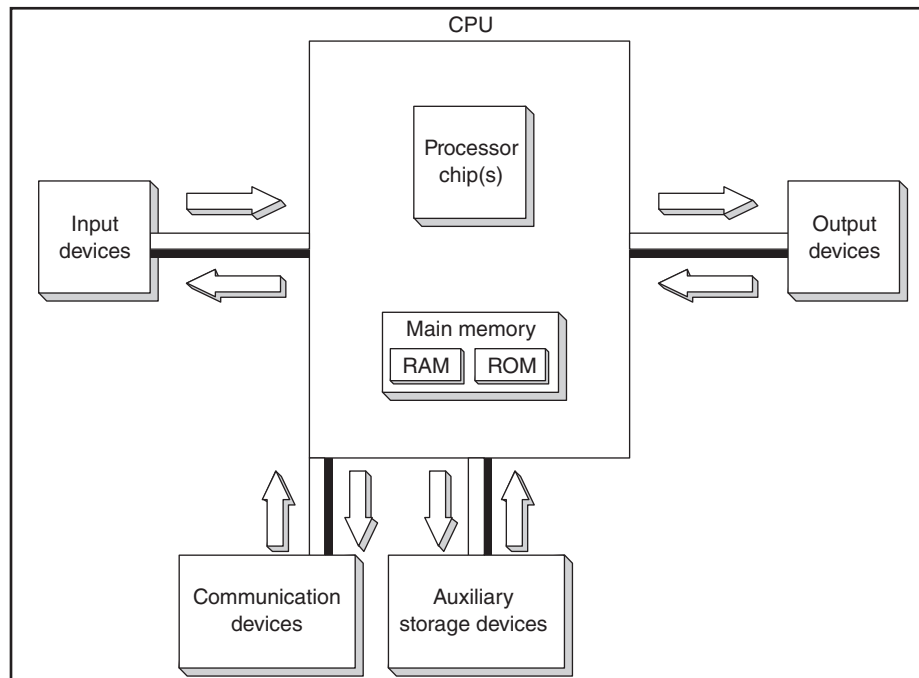 CPU
Processor
chip(s)
Input
devices
Output
devices
Main memory
RAM ROM
Communication
devices
Auxiliary
storage devices